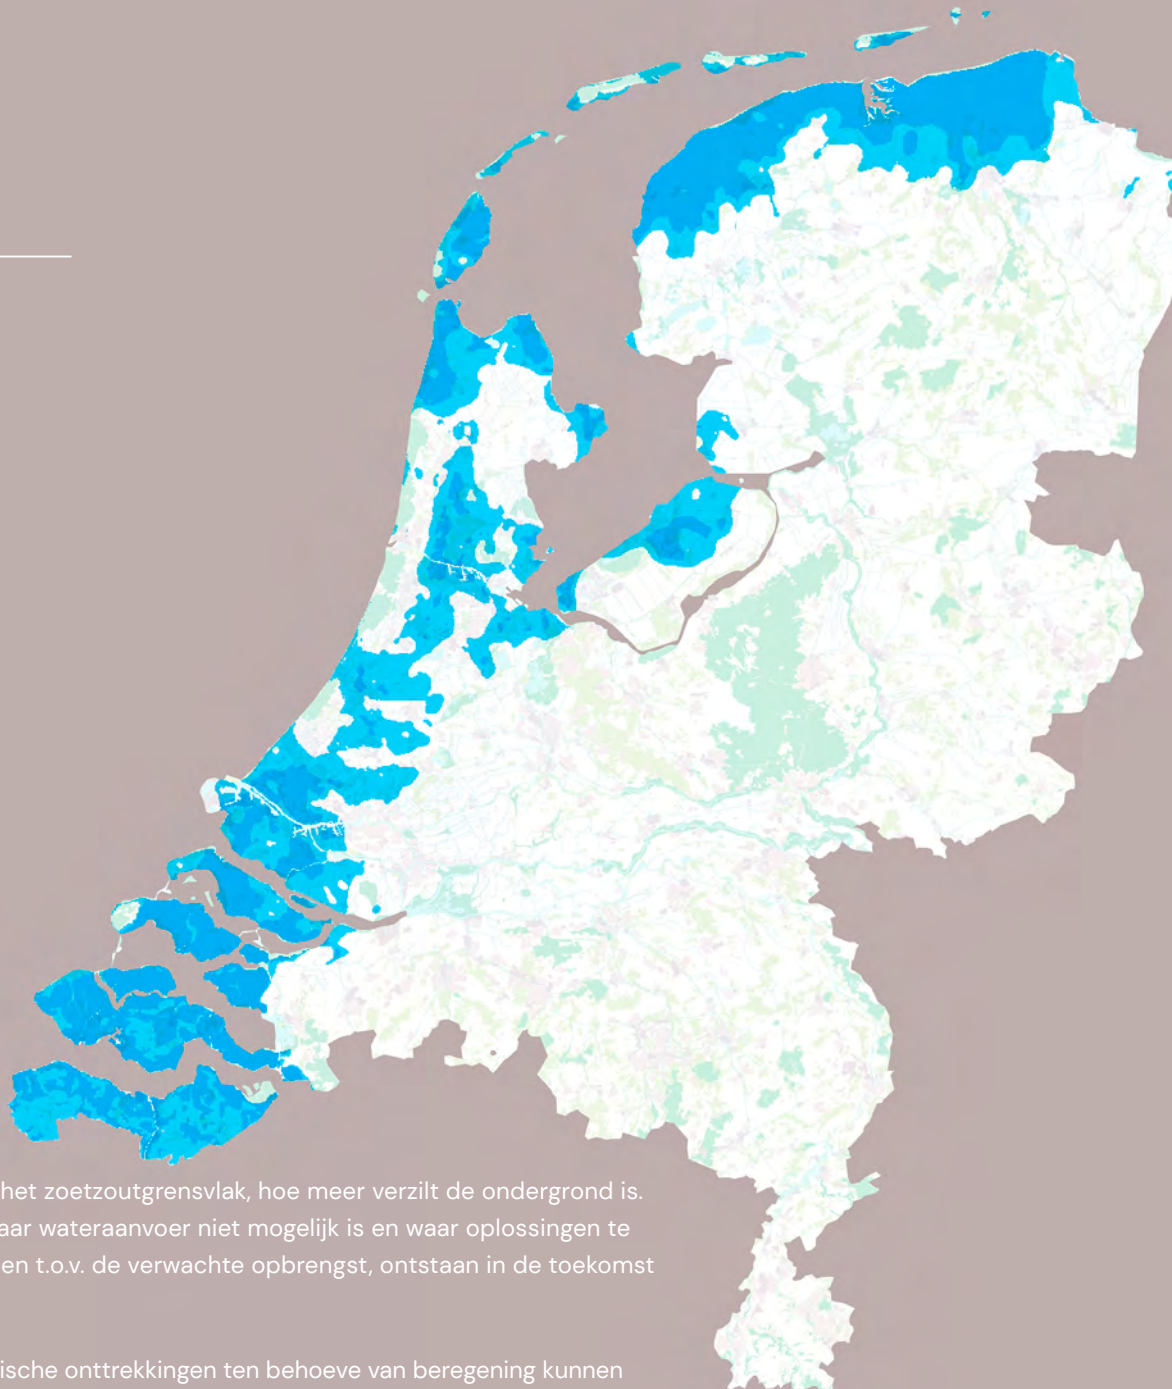 het zoetzoutgrensvlak, hoe meer verzilt de ondergrond is.
aar wateraanvoer niet mogelijk is en waar oplossingen te
en t.o.v. de verwachte opbrengst, ontstaan in de toekomst
ische onttrekkingen ten behoeve van beregening kunnen